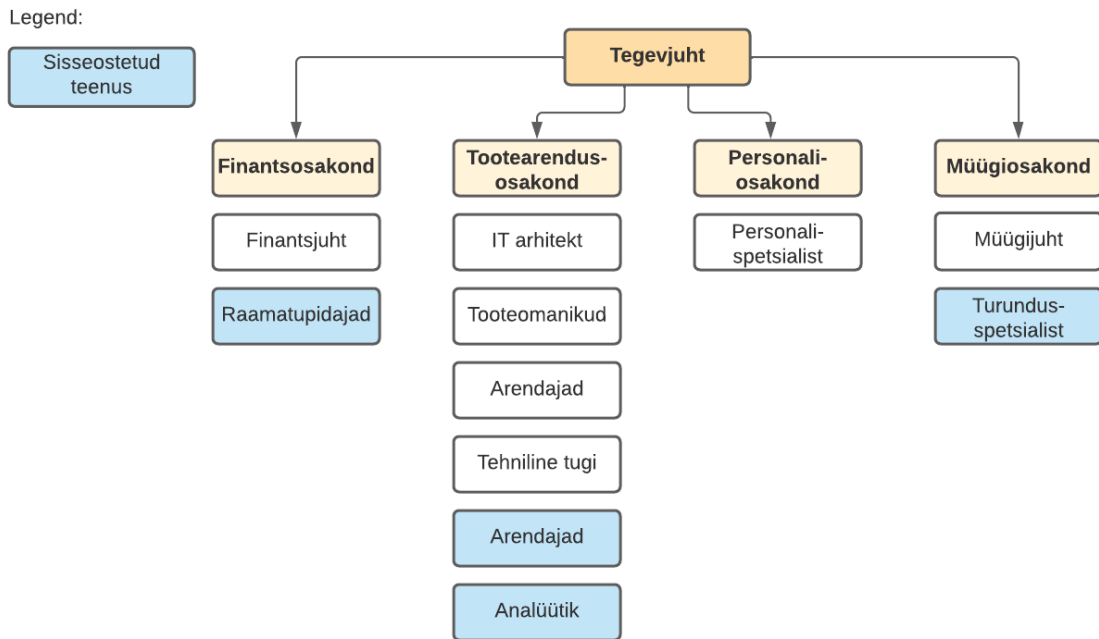 Legend:
Sisseostetud
teenus
Tegevjuht
Finantsosakond
Finantsjuht
Raamatupidajad
Tootearendus-
osakond
IT arhitekt
Tooteomanikud
Arendajad
Tehniline tugi
Arendajad
Analüütik
Personali-
osakond
Personali-
spetsialist
Müügiosakond
Müügijuht
Turundus-
spetsialist